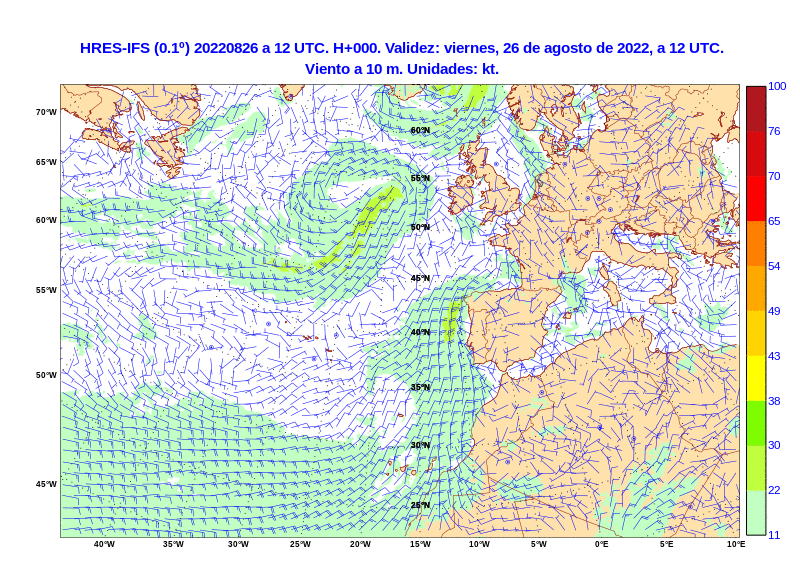 HRES-IFS (0.1º) 20220826 a 12 UTC. H+000. Validez: viernes, 26 de agosto de 2022, a 12 UTC.
Viento a 10 m. Unidades: kt.
100
76
70
65
54
49
43
38
30
22
11
70°W
65°W
60°W
55°W
50°W
45°W
60°N
55°N
50°N
45°N
40°N
35°N
30°N
25°N
40°W 35°W 30°W 25°W 20°W 15°W 10°W 5°W 0°E 5°E 10°E